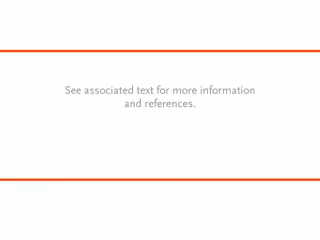 See associated text for more information
and references.